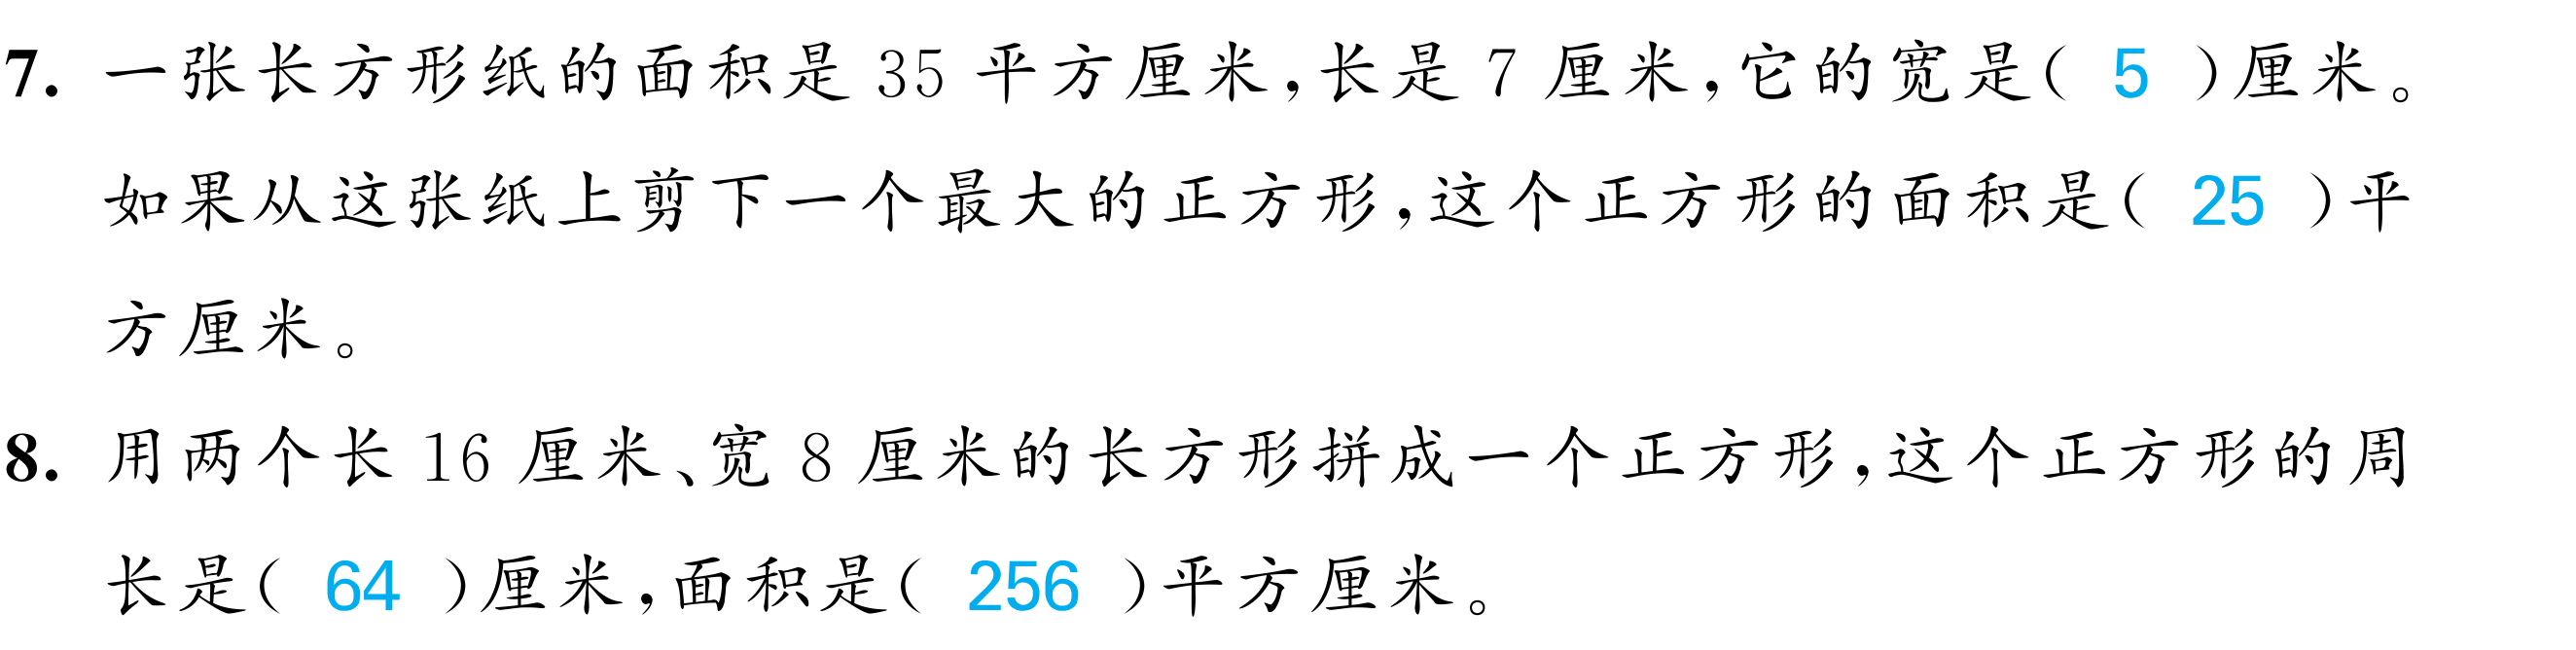 7. 一张长方形纸的面积是 35 平方厘米,长是 7 厘米,它的宽是( 5 )厘米。
如果从这张纸上剪下一个最大的正方形,这个正方形的面积是( 25 )平
方厘米。
8. 用两个长 16 厘米、宽 8 厘米的长方形拼成一个正方形,这个正方形的周
长是( 64 )厘米,面积是( 256 )平方厘米。